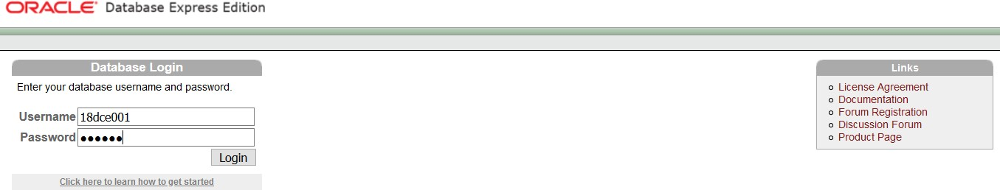 ORACLE® Database Express Edition
Database Login
Enter your database username and password.
Username 18dce001
Password ●●●●●●
Login
Click here to learn how to get started
Links
License Agreement
Documentation
Forum Registration
Discussion Forum
Product Page